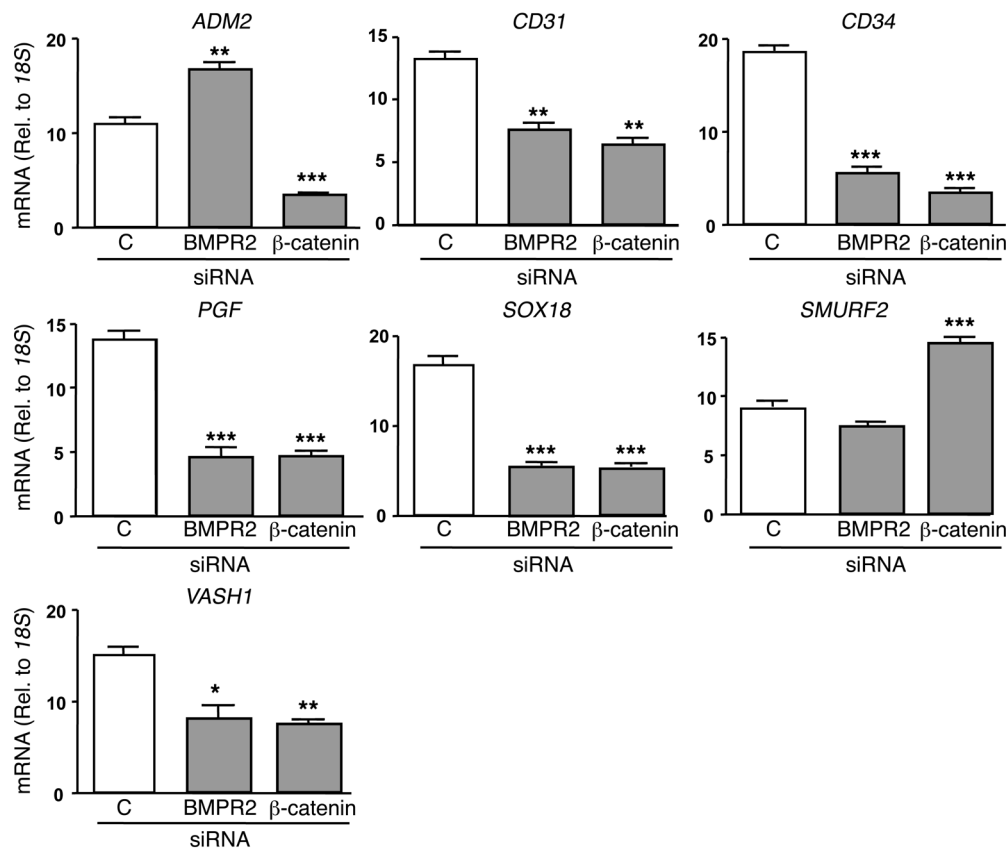 ADM2
mRNA (Rel. to 18S)
20
10
0
**
***
C BMPR2 β-catenin
siRNA
CD31
15
10
5
0
**
**
C BMPR2 β-catenin
siRNA
CD34
20
10
0
***
***
C BMPR2 β-catenin
siRNA
PGF
mRNA (Rel. to 18S)
15
10
5
0
***
***
C BMPR2 β-catenin
siRNA
SOX18
20
10
0
***
***
C BMPR2 β-catenin
siRNA
SMURF2
15
10
5
0
***
C BMPR2 β-catenin
siRNA
VASH1
mRNA (Rel. to 18S)
20
10
0
*
**
C BMPR2 β-catenin
siRNA